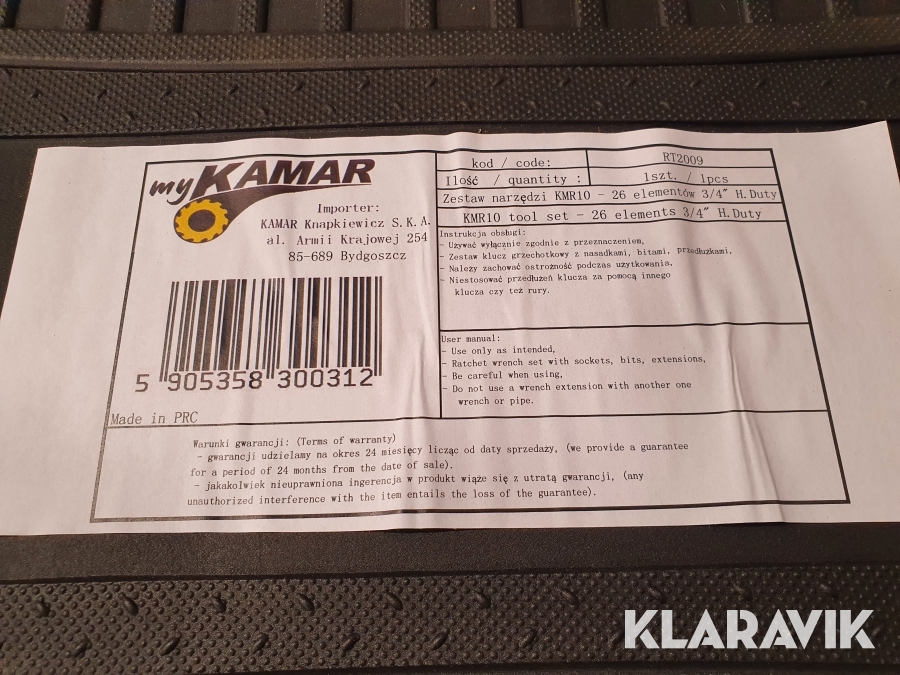 myKAMAR
Importer:
KAMAR Knapkiewicz S.K.A.
al. Armii Krajowej 254
85-689 Bydgoszcz
5 905358 300312
Made in PRC
kod / code: RT2009
Ilość / quantity : 1szt. / 1pcs
Zestaw narzędzi KMR10 - 26 elementów 3/4″ H.Duty
KMR10 tool set - 26 elements 3/4″ H.Duty
Instrukcja obsługi:
- Używać wyłącznie zgodnie z przeznaczeniem,
- Zestaw klucz grzechotkowy z nasadkami, bitami, przedłużkami,
- Należy zachować ostrożność podczas użytkowania,
- Niestosować przedłużeń klucza za pomocą innego
klucza czy też rury.
User manual:
- Use only as intended,
- Ratchet wrench set with sockets, bits, extensions,
- Be careful when using,
- Do not use a wrench extension with another one
wrench or pipe.
Warunki gwarancji: (Terms of warranty)
- gwarancji udzielamy na okres 24 miesięcy licząc od daty sprzedaży, (we provide a guarantee
for a period of 24 months from the date of sale).
- jakakolwiek nieuprawniona ingerencja w produkt wiąże się z utratą gwarancji, (any
unauthorized interference with the item entails the loss of the guarantee).
KLARAVIK